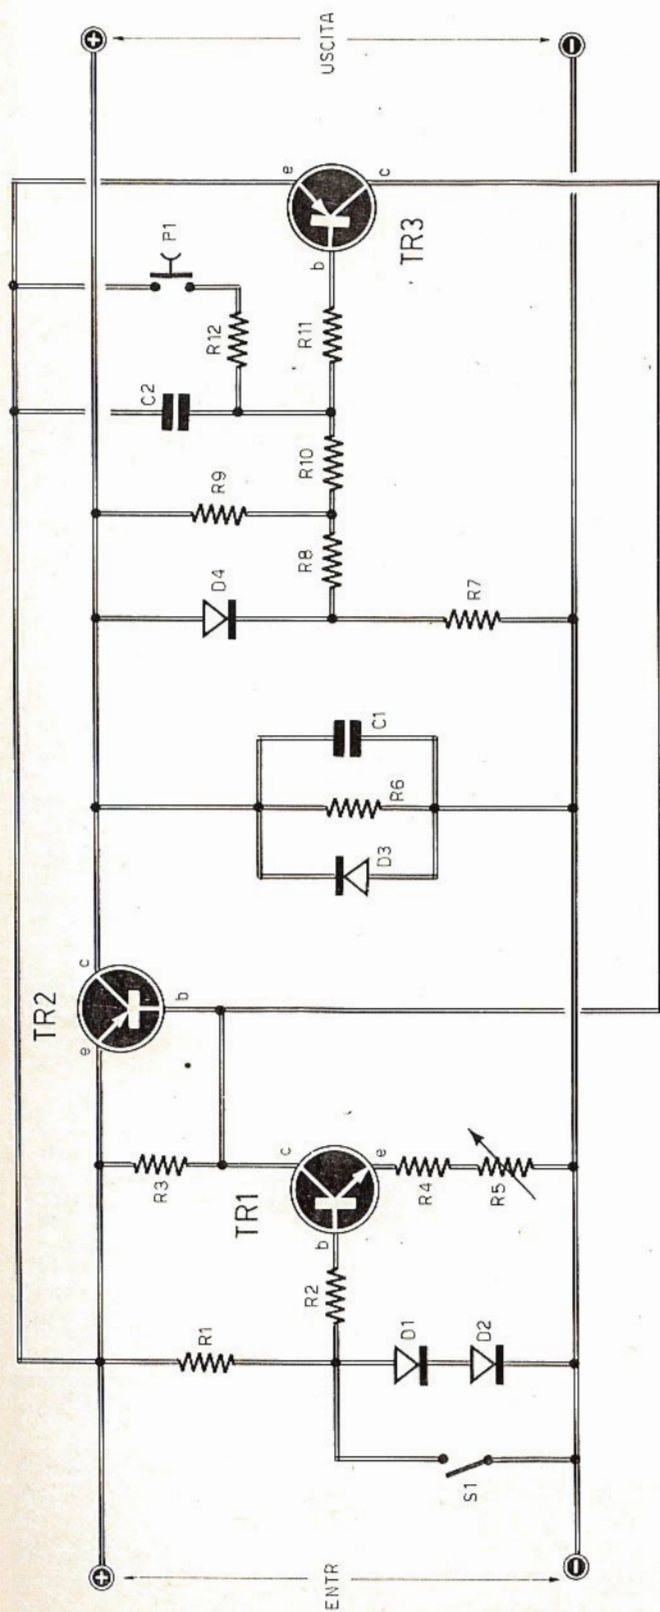 ENTR
USCITA
+
+
−
−
S1
R1
D1
D2
R2
TR1
b
c
e
R3
R4
R5
TR2
e
c
b
D3
R6
C1
D4
R7
R8
R9
R10
C2
R12
P1
R11
TR3
b
e
c